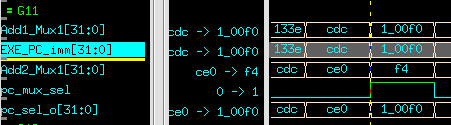 = G11
Add1_Mux1[31:0] cdc -> 1_00f0 133e cdc 1_00f0
EXE_PC_imm[31:0] cdc -> 1_00f0 133e cdc 1_00f0
Add2_Mux1[31:0] ce0 -> f4 cdc ce0 f4
pc_mux_sel 0 -> 1
pc_sel_o[31:0] ce0 -> 1_00f0 cdc ce0 1_00f0